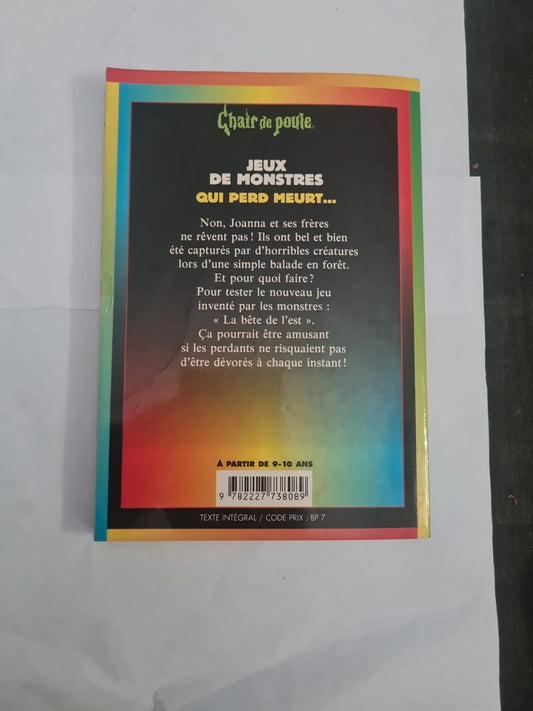 Chair de poule®
JEUX
DE MONSTRES
QUI PERD MEURT...
Non, Joanna et ses frères
ne rêvent pas ! Ils ont bel et bien
été capturés par d'horribles créatures
lors d'une simple balade en forêt.
Et pour quoi faire ?
Pour tester le nouveau jeu
inventé par les monstres :
« La bête de l'est ».
Ça pourrait être amusant
si les perdants ne risquaient pas
d'être dévorés à chaque instant !
À PARTIR DE 9-10 ANS
9 782227 738089
TEXTE INTÉGRAL / CODE PRIX : BP 7